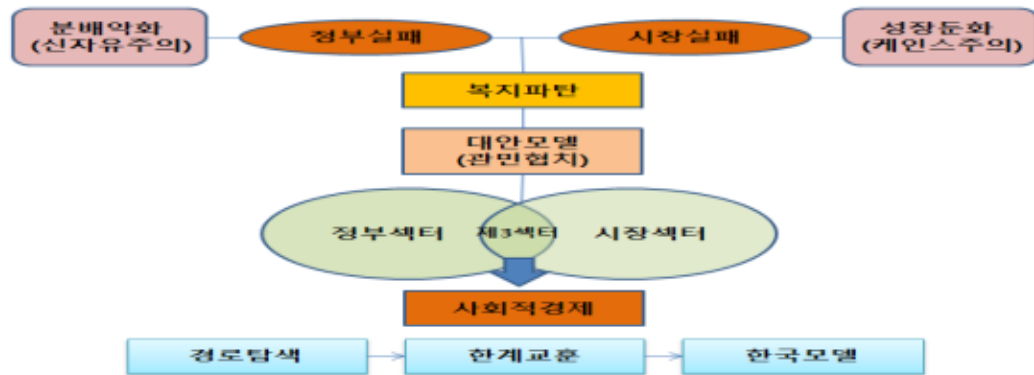 분배악화
(신자유주의)
정부실패
시장실패
성장둔화
(케인스주의)
복지파탄
대안모델
(관민협치)
정부섹터
제3섹터
시장섹터
사회적경제
경로탐색
한계교훈
한국모델